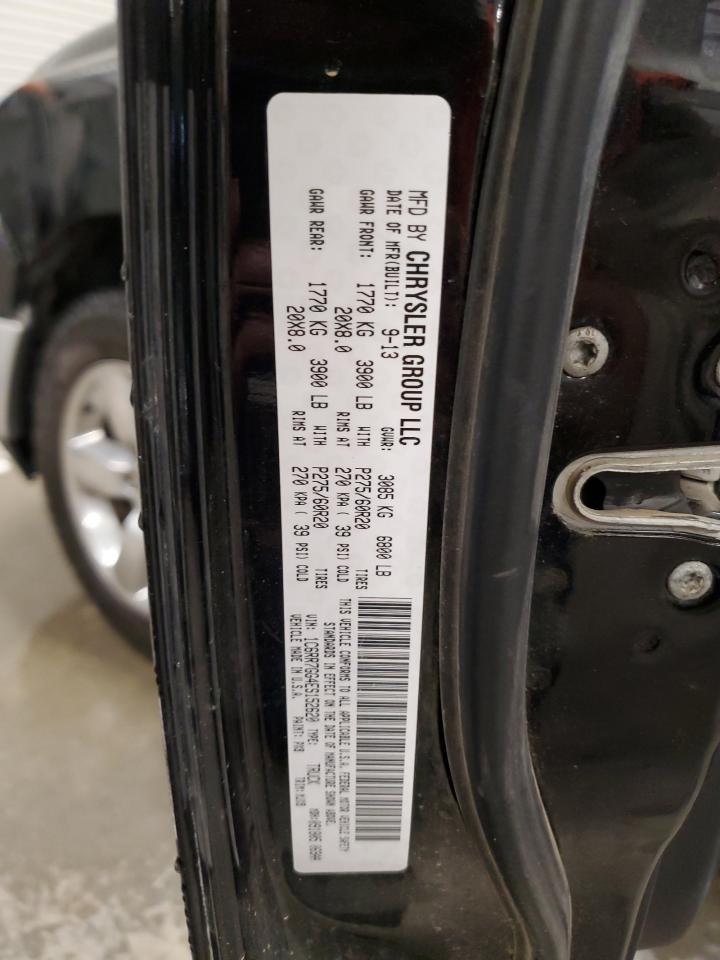 MFD BY CHRYSLER GROUP LLC
DATE OF MFR(BUILT): 9-13 GVWR: 3085 KG 6800 LB
GAWR FRONT: 1770 KG 3900 LB WITH P275/60R20 TIRES
20X8.0 RIMS AT 270 KPA ( 39 PSI) COLD
GAWR REAR: 1770 KG 3900 LB WITH P275/60R20 TIRES
20X8.0 RIMS AT 270 KPA ( 39 PSI) COLD
THIS VEHICLE CONFORMS TO ALL APPLICABLE U.S.A. FEDERAL MOTOR VEHICLE SAFETY
STANDARDS IN EFFECT ON THE DATE OF MANUFACTURE SHOWN ABOVE.
VIN: 1C6RR7GG4ES152620 TYPE: TRUCK
VEHICLE MADE IN U.S.A. PAINT: PX8